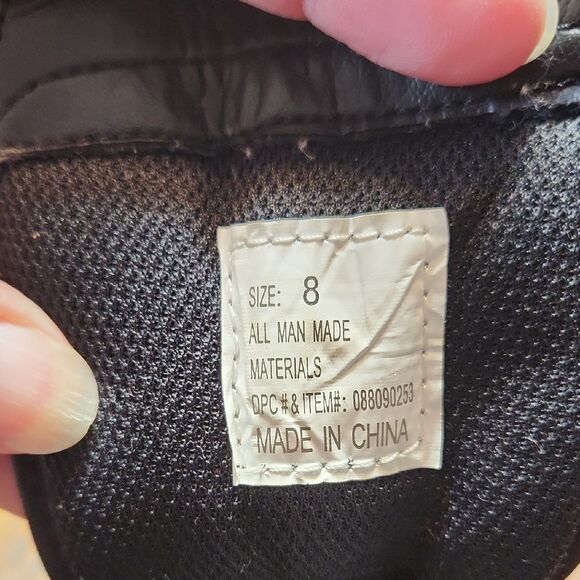 SIZE: 8
ALL MAN MADE
MATERIALS
DPC # & ITEM#: 088090253
MADE IN CHINA